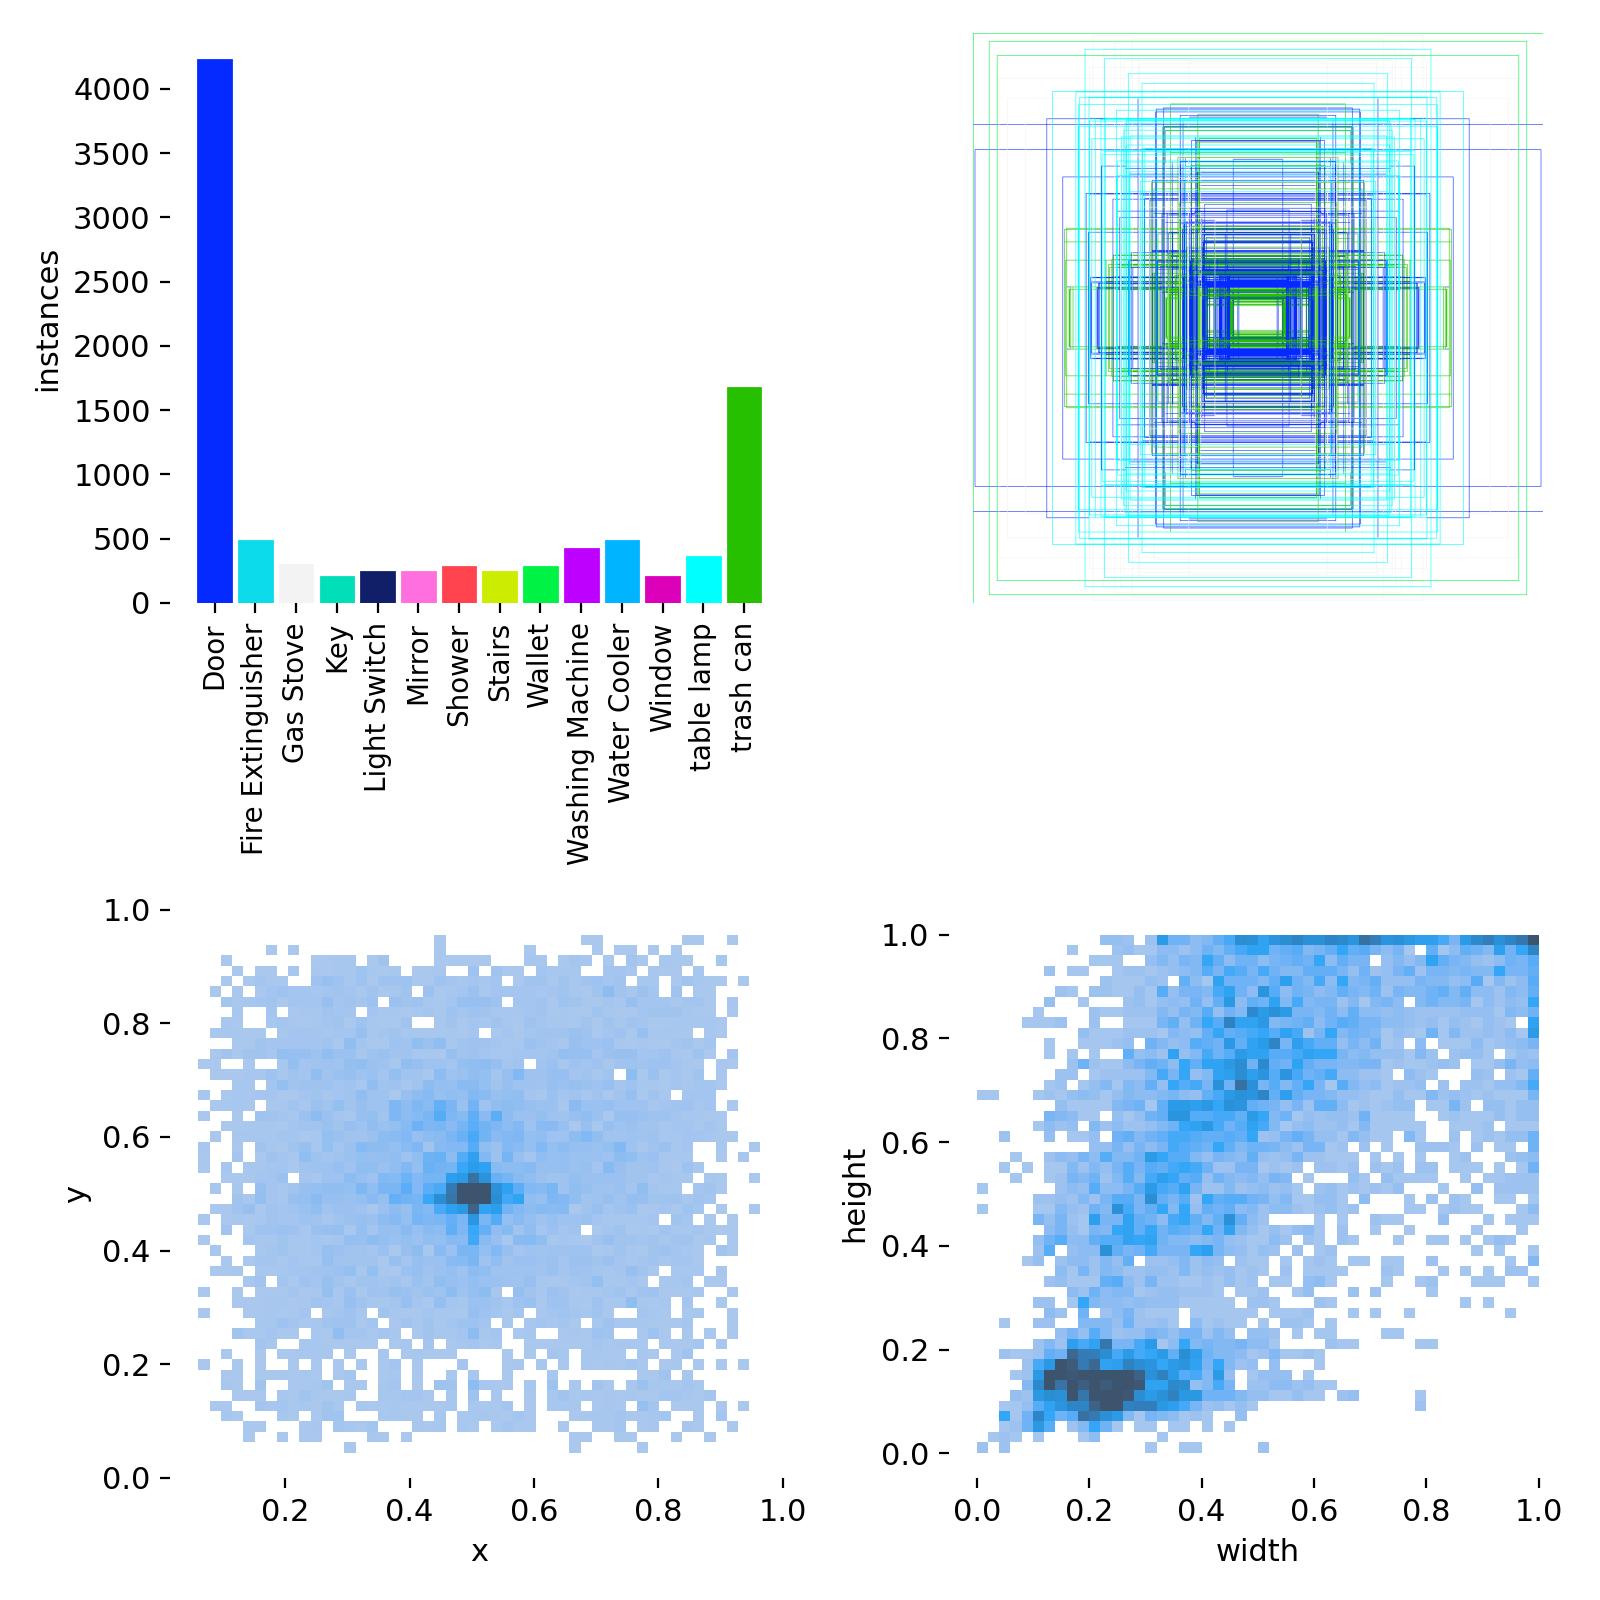 instances
4000
3500
3000
2500
2000
1500
1000
500
0
Door
Fire Extinguisher
Gas Stove
Key
Light Switch
Mirror
Shower
Stairs
Wallet
Washing Machine
Water Cooler
Window
table lamp
trash can
y
1.0
0.8
0.6
0.4
0.2
0.0
0.2 0.4 0.6 0.8 1.0
x
height
1.0
0.8
0.6
0.4
0.2
0.0
0.0 0.2 0.4 0.6 0.8 1.0
width